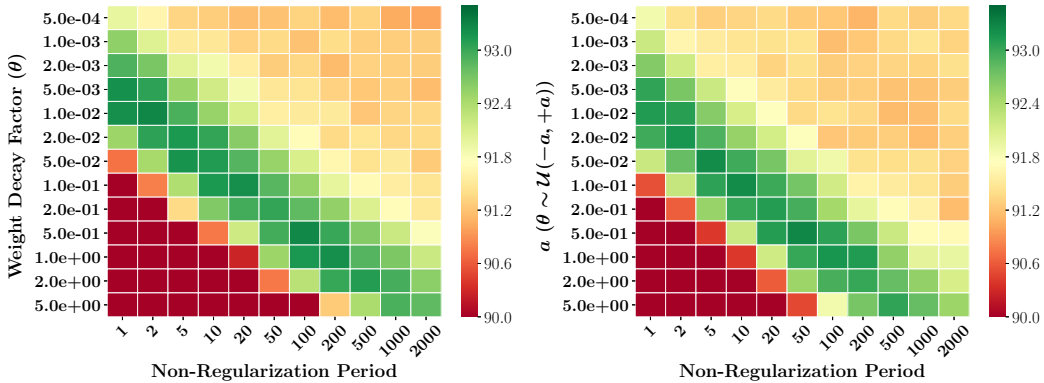 Weight Decay Factor (θ)
5.0e-04
1.0e-03
2.0e-03
5.0e-03
1.0e-02
2.0e-02
5.0e-02
1.0e-01
2.0e-01
5.0e-01
1.0e+00
2.0e+00
5.0e+00
1 2 5 10 20 50 100 200 500 1000 2000
Non-Regularization Period
93.0
92.4
91.8
91.2
90.6
90.0
a (θ ∼ 𝒰(−a, +a))
5.0e-04
1.0e-03
2.0e-03
5.0e-03
1.0e-02
2.0e-02
5.0e-02
1.0e-01
2.0e-01
5.0e-01
1.0e+00
2.0e+00
5.0e+00
1 2 5 10 20 50 100 200 500 1000 2000
Non-Regularization Period
93.0
92.4
91.8
91.2
90.6
90.0